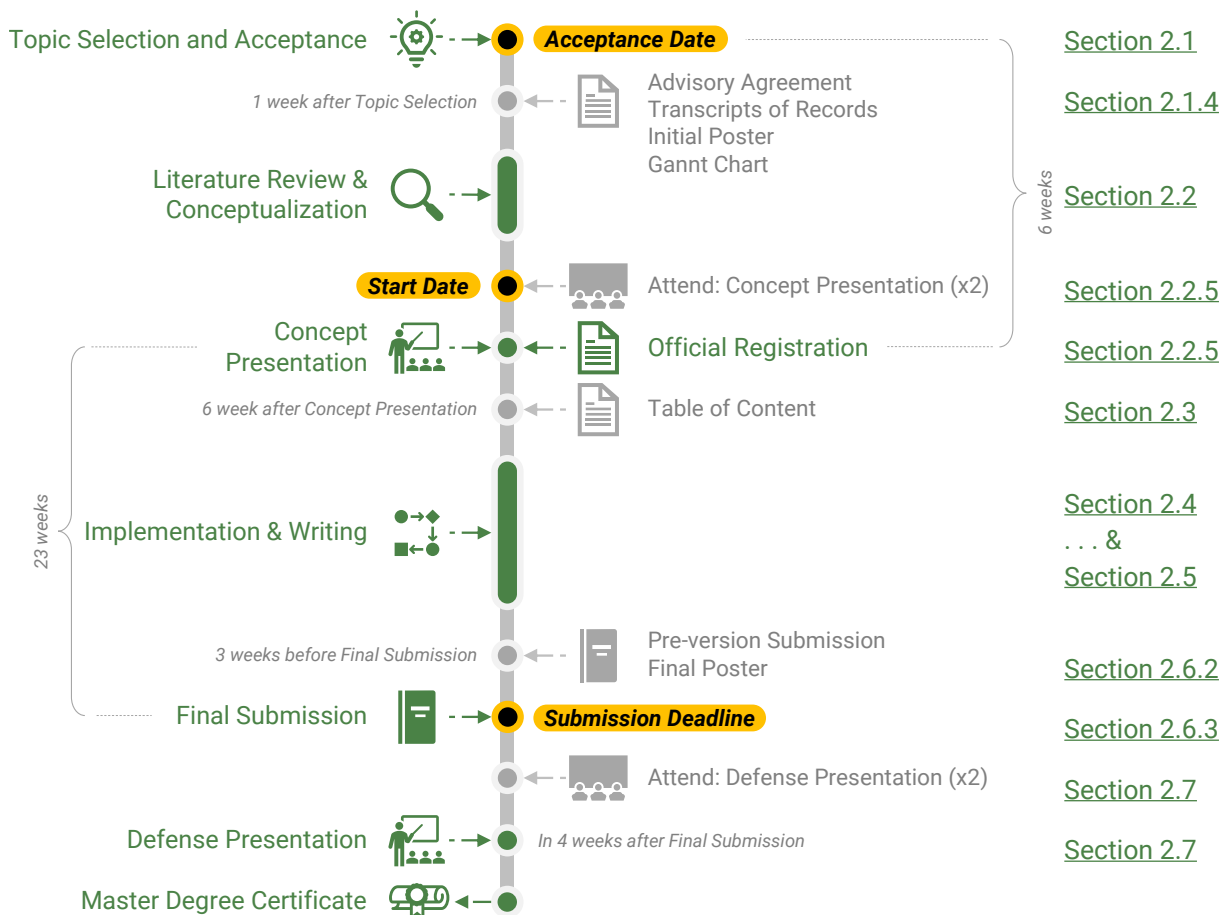 Topic Selection and Acceptance
Acceptance Date
Section 2.1
1 week after Topic Selection
Advisory Agreement
Transcripts of Records
Initial Poster
Gannt Chart
Section 2.1.4
Literature Review &
Conceptualization
6 weeks
Section 2.2
Start Date
Attend: Concept Presentation (x2)
Section 2.2.5
Concept
Presentation
Official Registration
Section 2.2.5
6 week after Concept Presentation
Table of Content
Section 2.3
23 weeks
Implementation & Writing
Section 2.4
. . . &
Section 2.5
3 weeks before Final Submission
Pre-version Submission
Final Poster
Section 2.6.2
Final Submission
Submission Deadline
Section 2.6.3
Attend: Defense Presentation (x2)
Section 2.7
Defense Presentation
In 4 weeks after Final Submission
Section 2.7
Master Degree Certificate